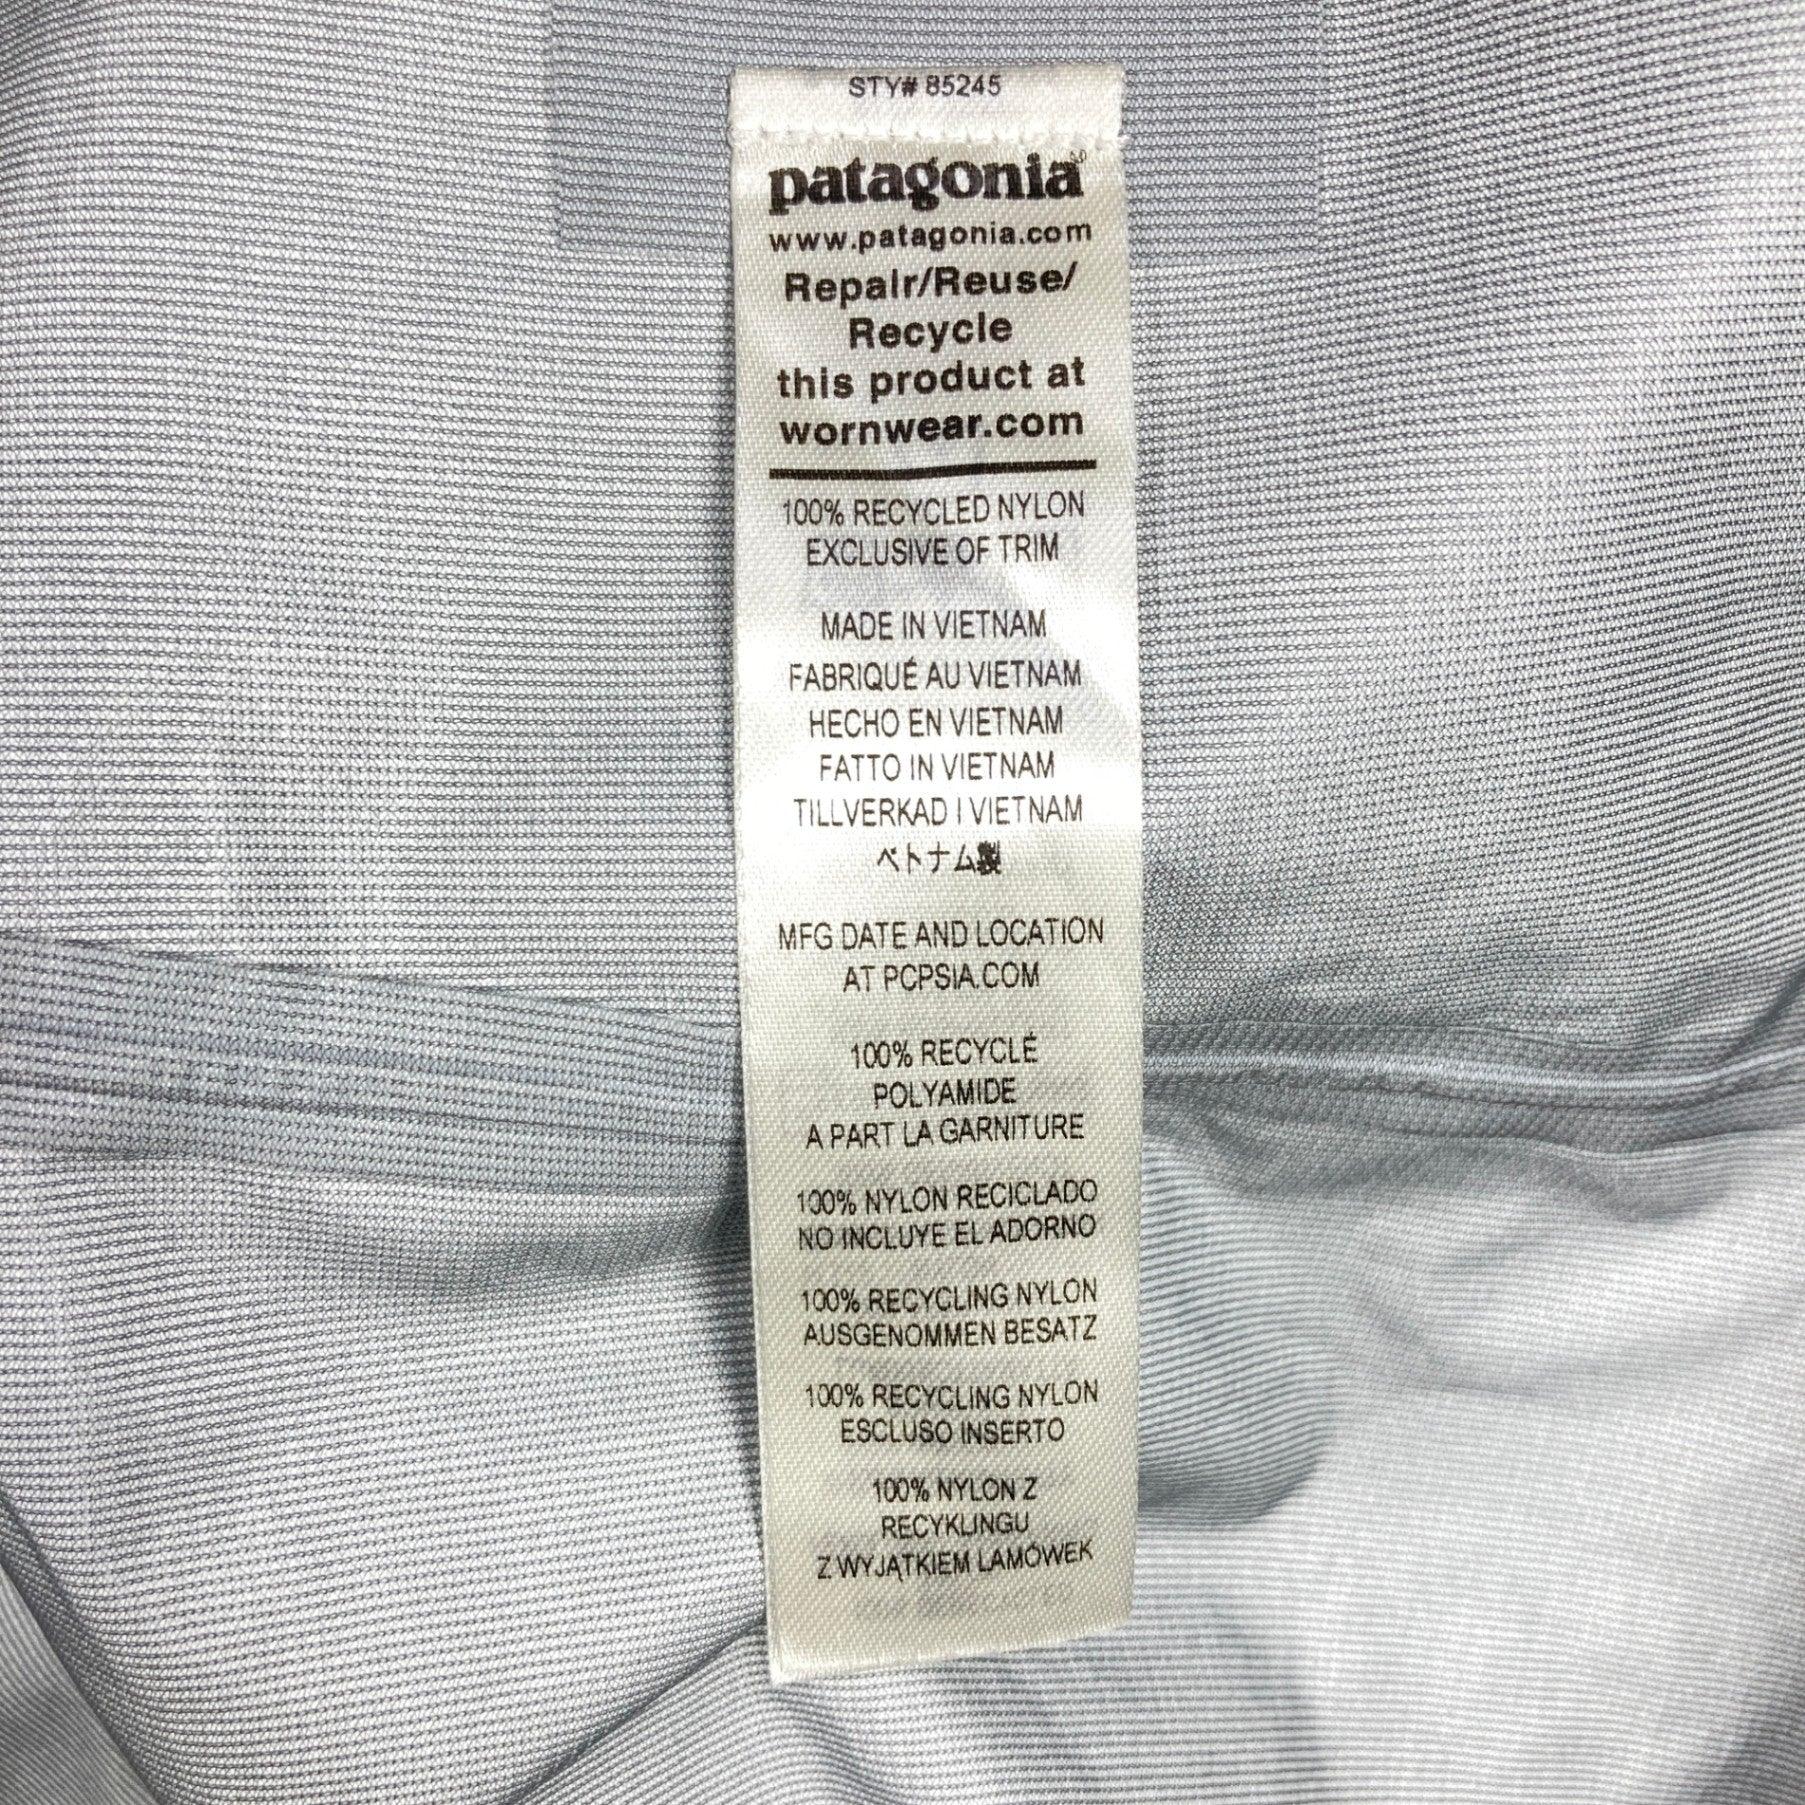 STY# 85245
patagonia®
www.patagonia.com
Repair/Reuse/
Recycle
this product at
wornwear.com
100% RECYCLED NYLON
EXCLUSIVE OF TRIM
MADE IN VIETNAM
FABRIQUÉ AU VIETNAM
HECHO EN VIETNAM
FATTO IN VIETNAM
TILLVERKAD I VIETNAM
ベトナム製
MFG DATE AND LOCATION
AT PCPSIA.COM
100% RECYCLÉ
POLYAMIDE
A PART LA GARNITURE
100% NYLON RECICLADO
NO INCLUYE EL ADORNO
100% RECYCLING NYLON
AUSGENOMMEN BESATZ
100% RECYCLING NYLON
ESCLUSO INSERTO
100% NYLON Z
RECYKLINGU
Z WYJĄTKIEM LAMÓWEK